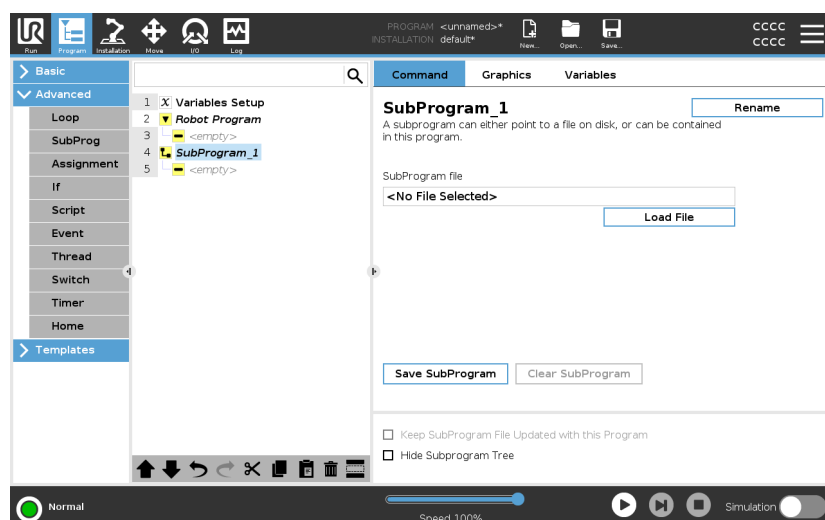 UR
Run
Program
Installation
Move
I/O
Log
PROGRAM <unnamed>*
INSTALLATION default*
New...
Open...
Save...
CCCC
CCCC
Basic
Advanced
Loop
SubProg
Assignment
If
Script
Event
Thread
Switch
Timer
Home
Templates
1 X Variables Setup
2 Robot Program
3 <empty>
4 SubProgram_1
5 <empty>
Command Graphics Variables
SubProgram_1
Rename
A subprogram can either point to a file on disk, or can be contained
in this program.
SubProgram file
<No File Selected>
Load File
Save SubProgram
Clear SubProgram
Keep SubProgram File Updated with this Program
Hide Subprogram Tree
Normal
Speed 100%
Simulation